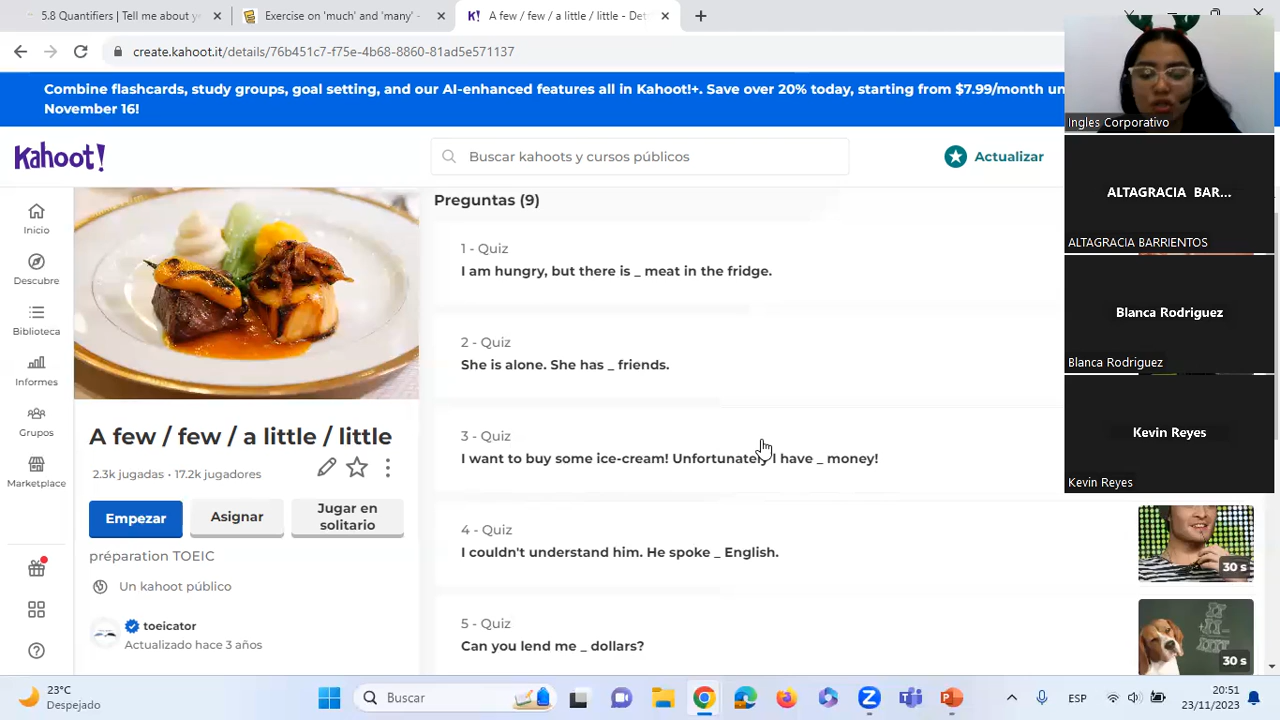 5.8 Quantifiers | Tell me about y
Exercise on 'much' and 'many' -
K! A few / few / a little / little - Det
create.kahoot.it/details/76b451c7-f75e-4b68-8860-81ad5e571137
Combine flashcards, study groups, goal setting, and our AI-enhanced features all in Kahoot!+. Save over 20% today, starting from $7.99/month un
November 16!
Kahoot!
Buscar kahoots y cursos públicos
Actualizar
Inicio
Descubre
Biblioteca
Informes
Grupos
Marketplace
A few / few / a little / little
2.3k jugadas · 17.2k jugadores
Empezar
Asignar
Jugar en
solitario
préparation TOEIC
Un kahoot público
toeicator
Actualizado hace 3 años
Preguntas (9)
1 - Quiz
I am hungry, but there is _ meat in the fridge.
2 - Quiz
She is alone. She has _ friends.
3 - Quiz
I want to buy some ice-cream! Unfortunately I have _ money!
4 - Quiz
I couldn't understand him. He spoke _ English.
30 s
5 - Quiz
Can you lend me _ dollars?
30 s
Ingles Corporativo
ALTAGRACIA BAR...
ALTAGRACIA BARRIENTOS
Blanca Rodriguez
Blanca Rodriguez
Kevin Reyes
Kevin Reyes
23°C
Despejado
Buscar
ESP
20:51
23/11/2023